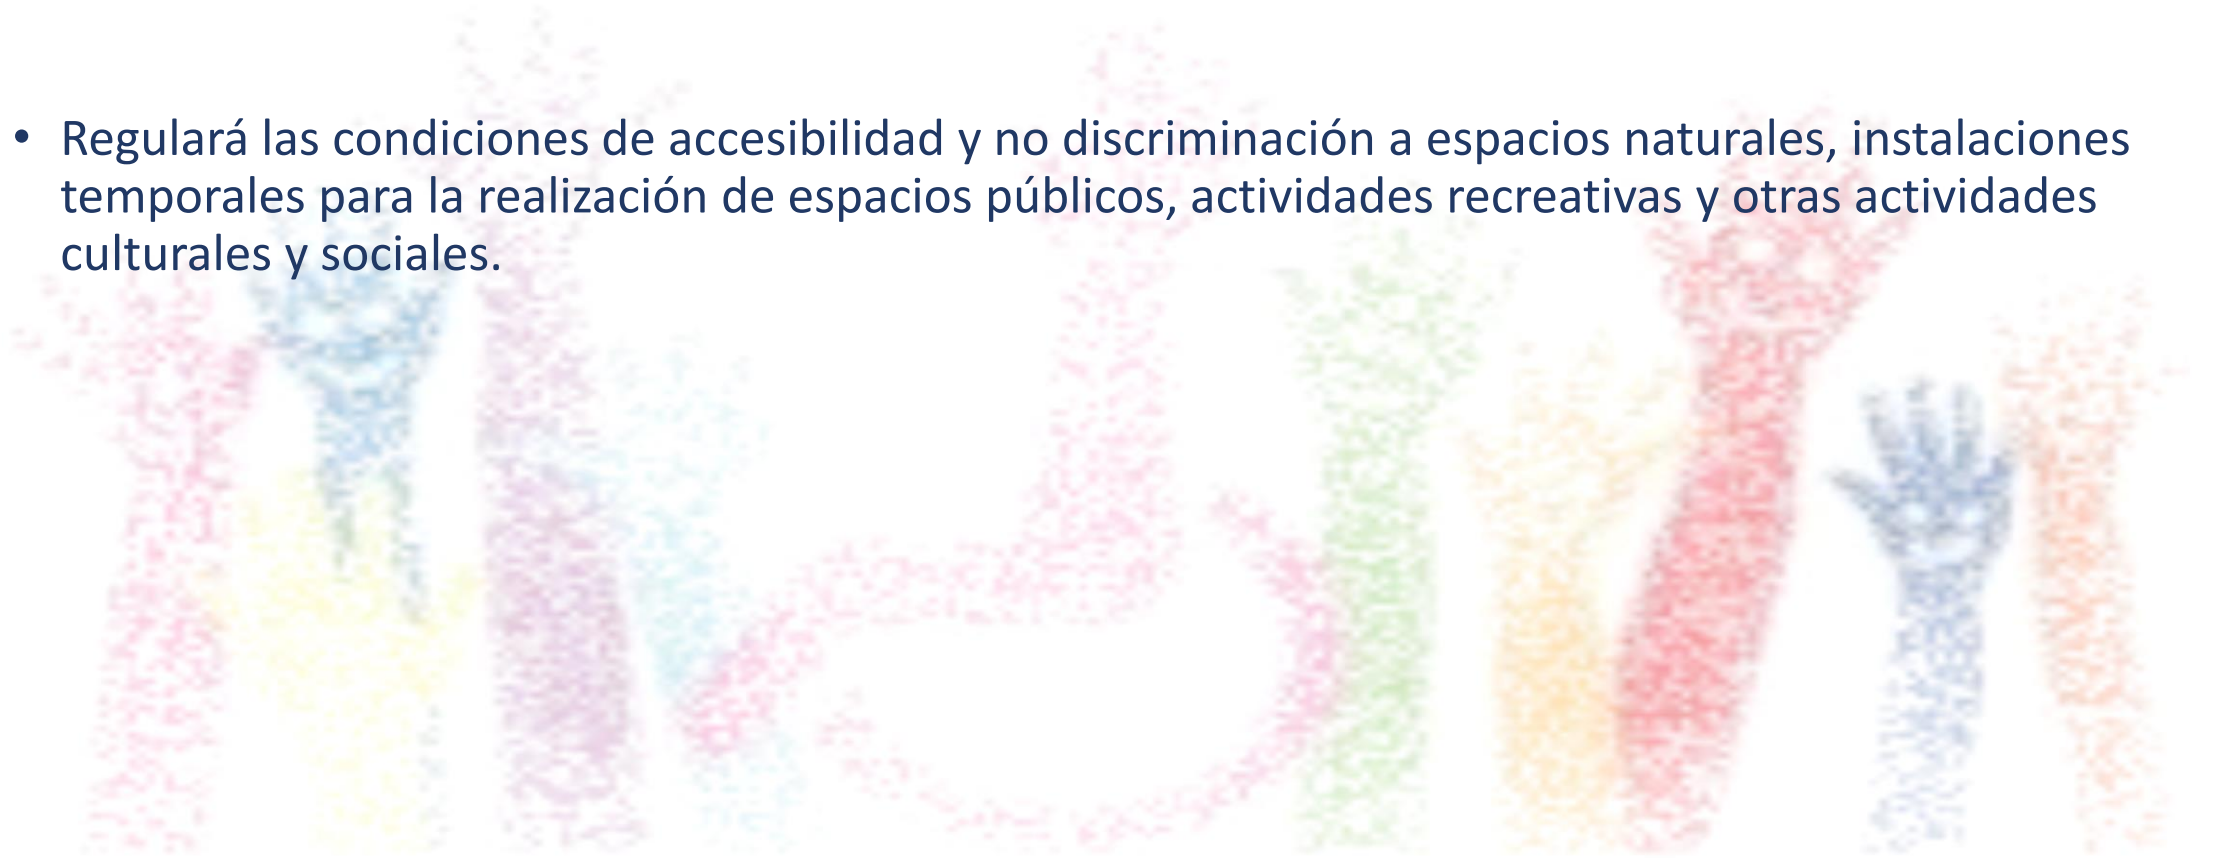 • Regulará las condiciones de accesibilidad y no discriminación a espacios naturales, instalaciones
temporales para la realización de espacios públicos, actividades recreativas y otras actividades
culturales y sociales.